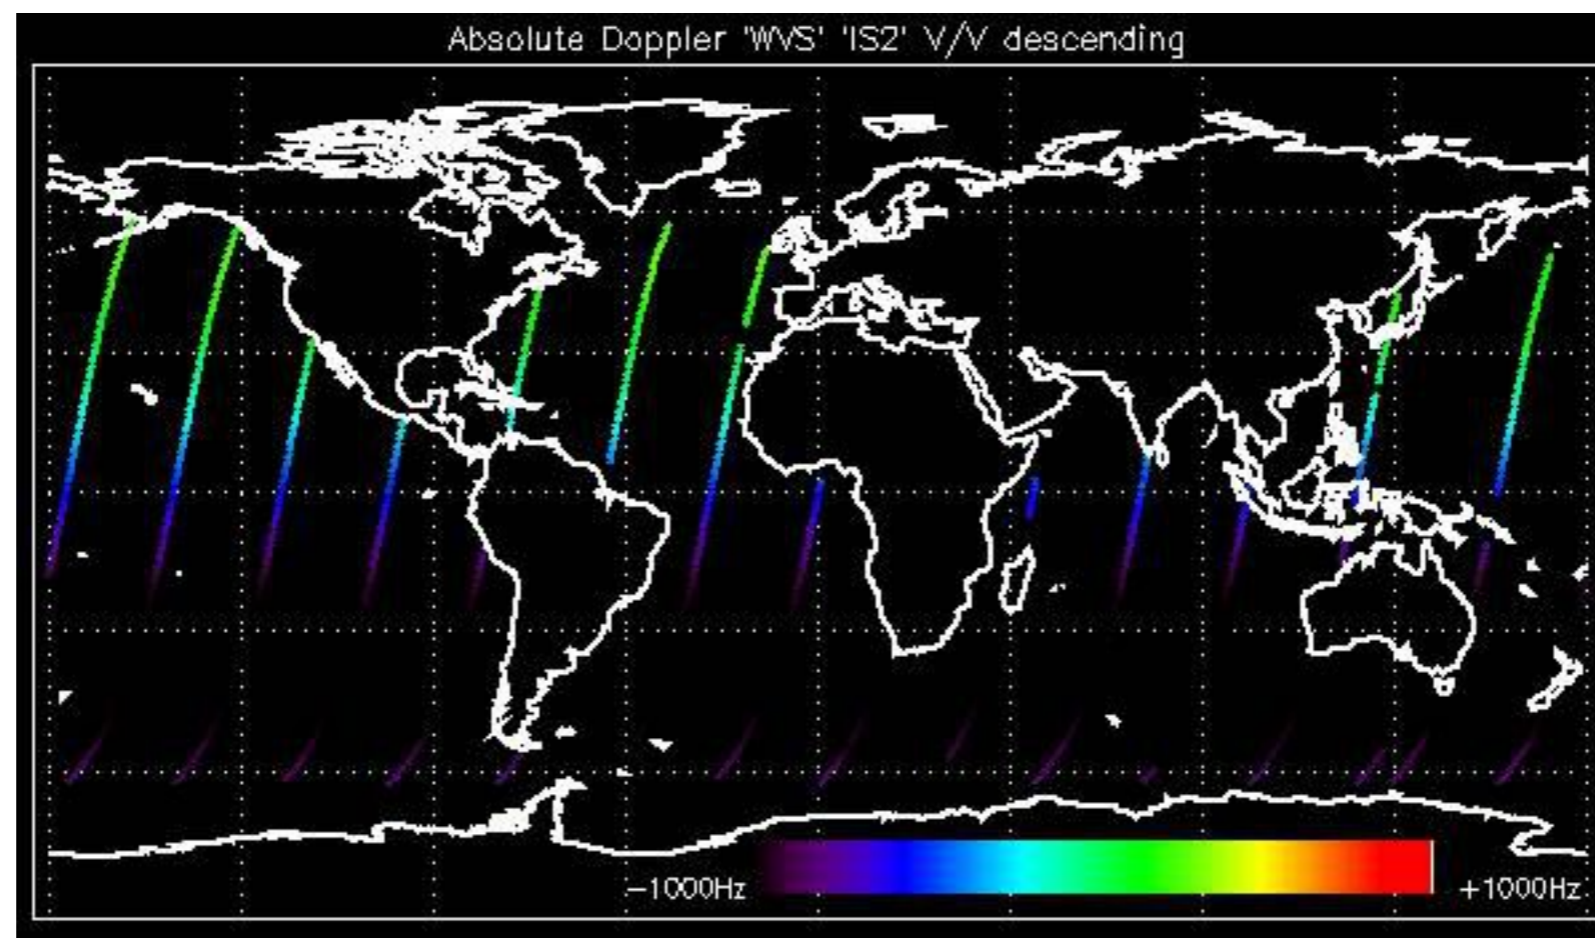 Absolute Doppler 'WVS' 'IS2' V/V descending
−1000Hz
+1000Hz